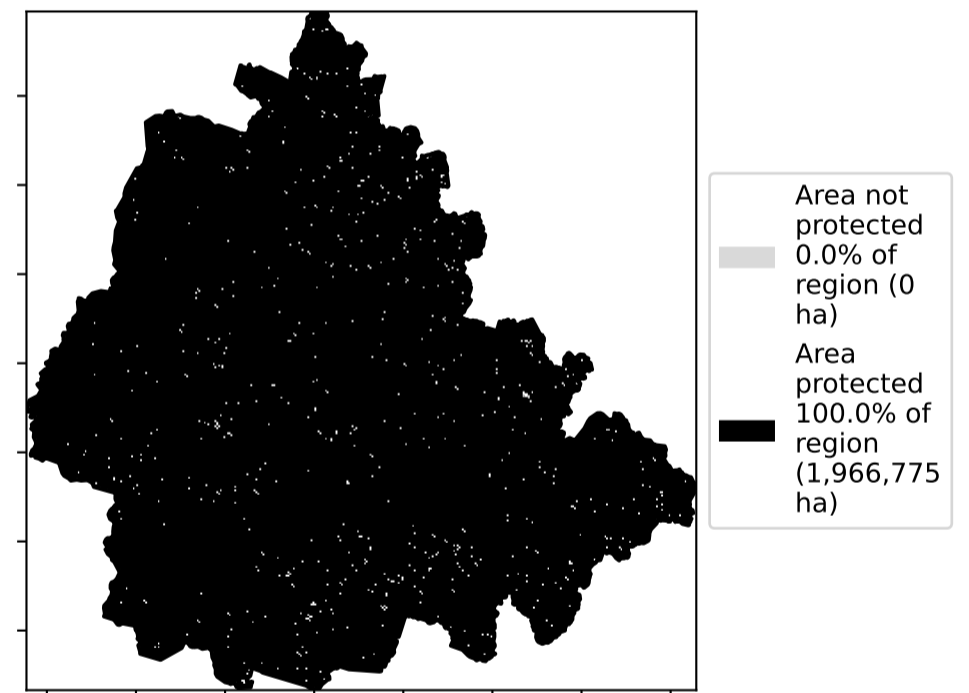 Area not
protected
0.0% of
region (0
ha)
Area
protected
100.0% of
region
(1,966,775
ha)